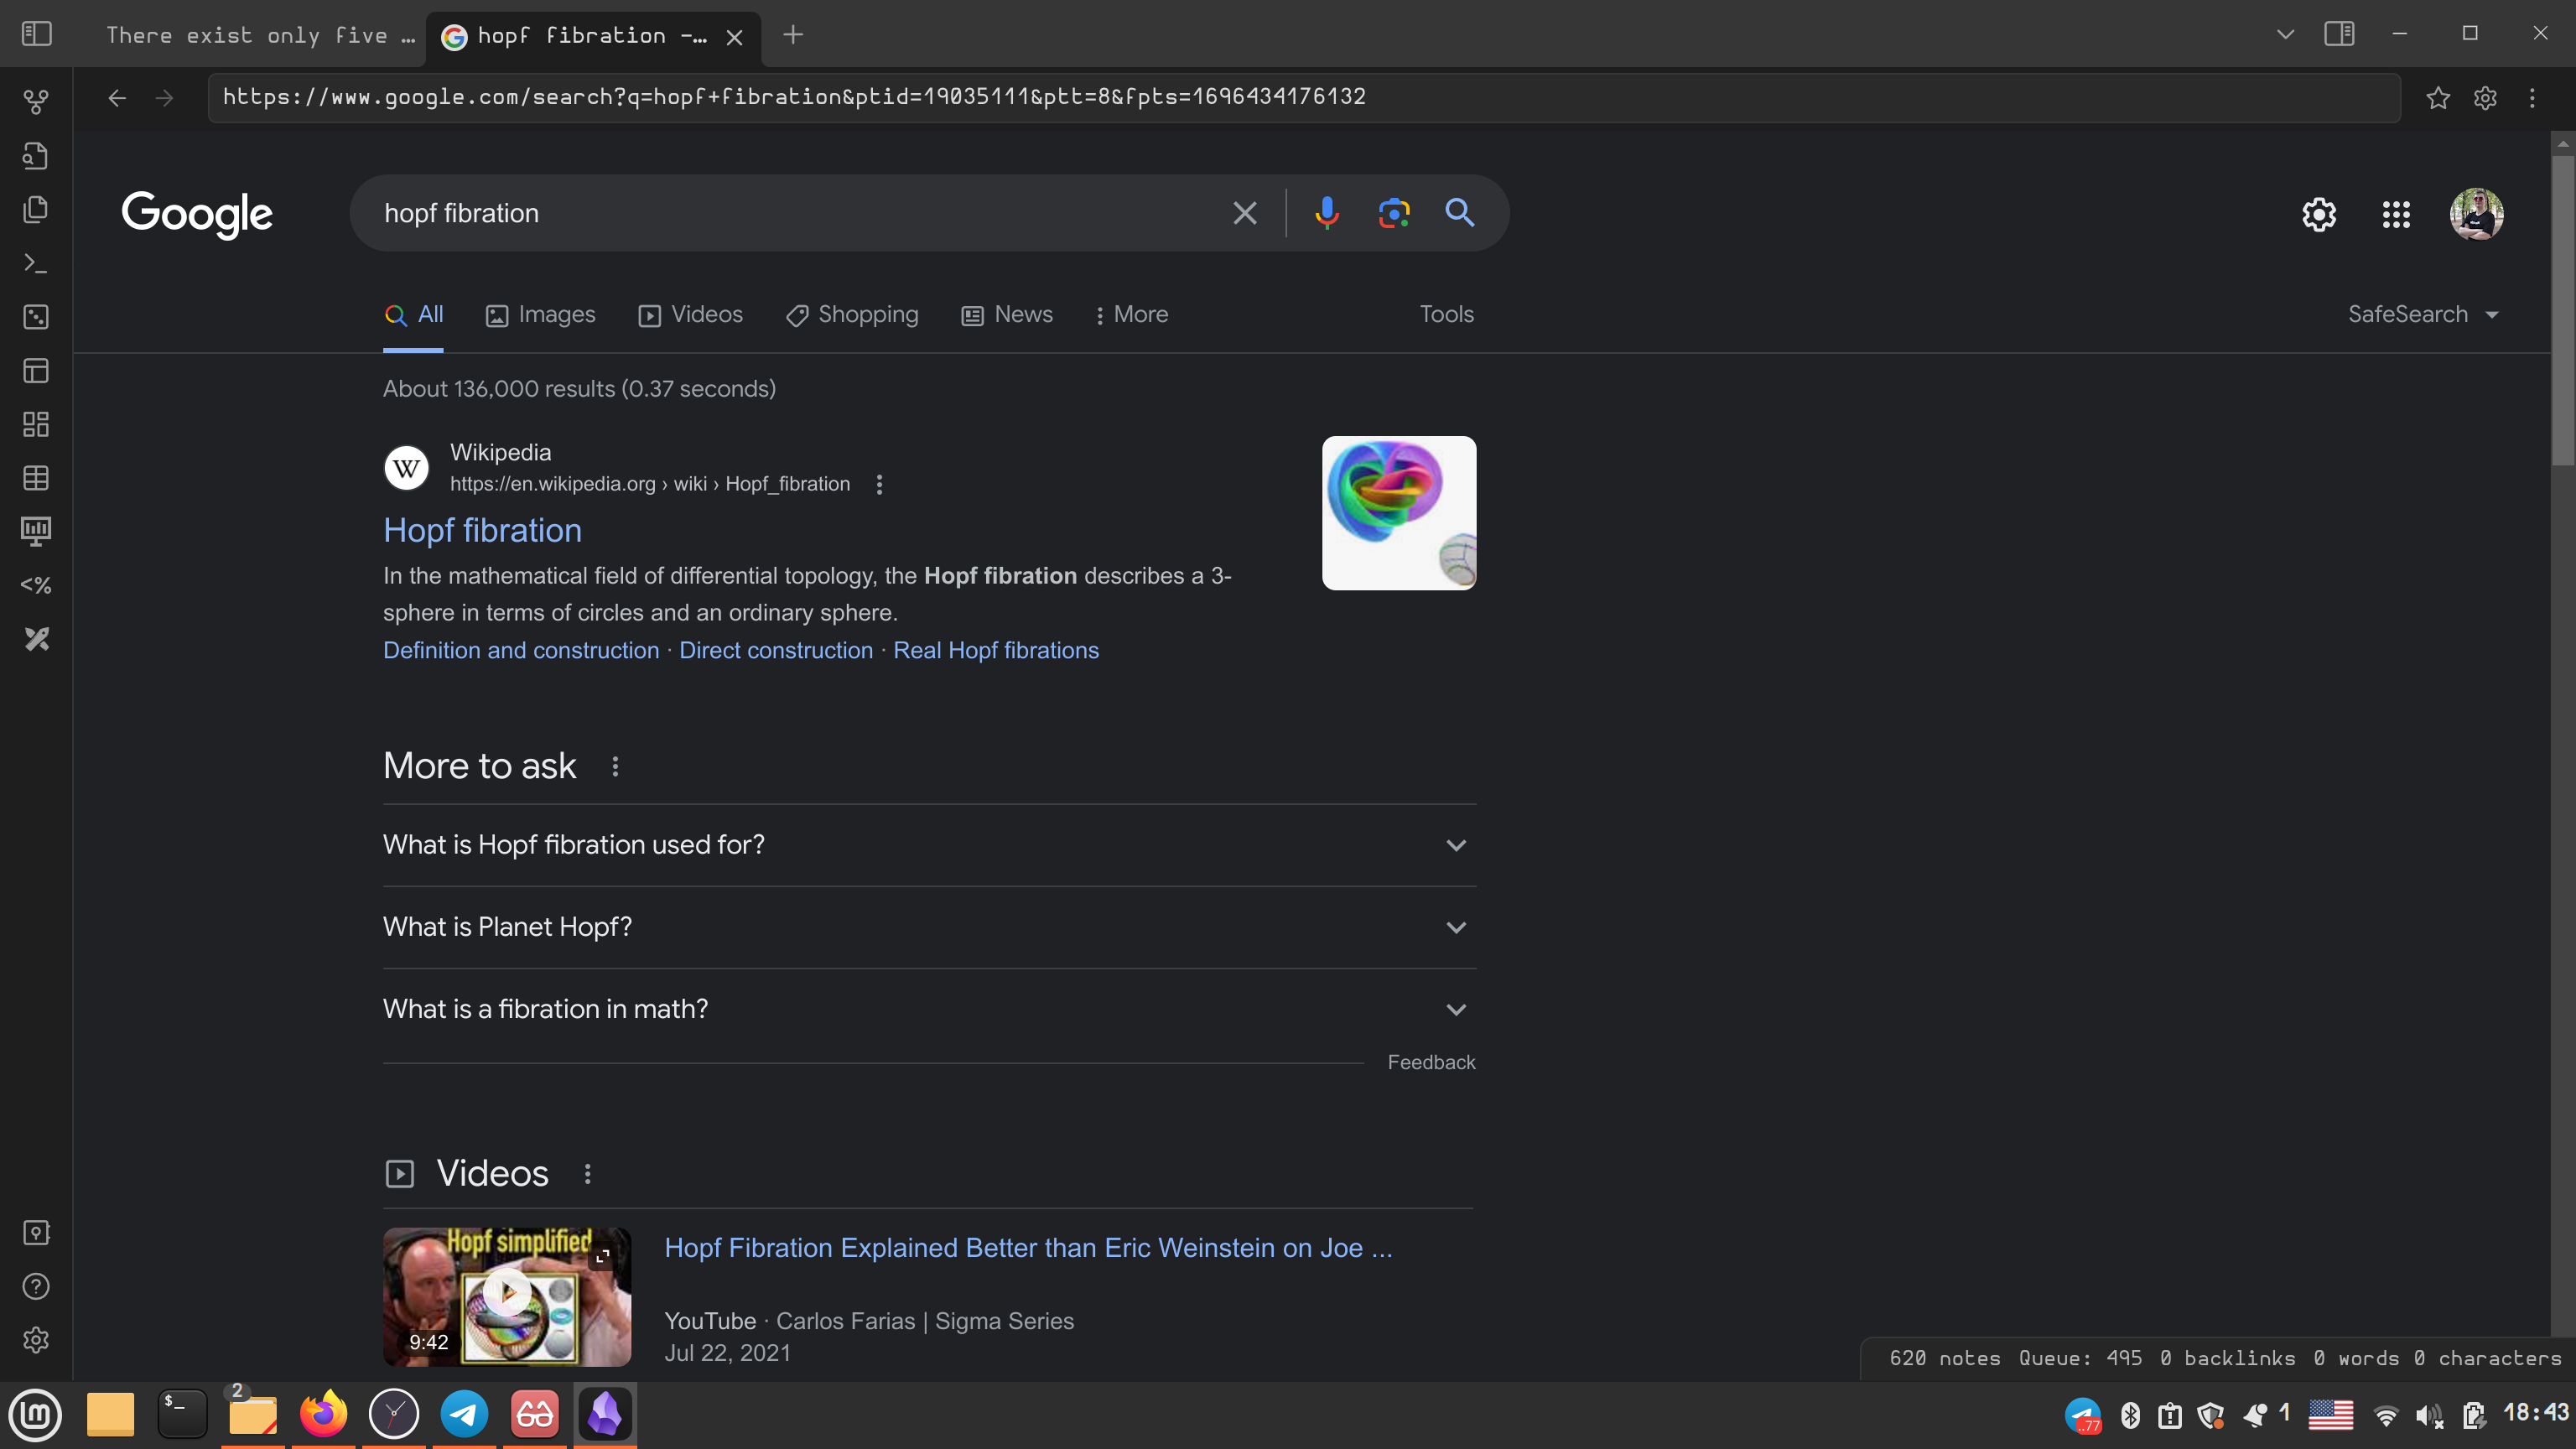 There exist only five …
hopf fibration –…
https://www.google.com/search?q=hopf+fibration&ptid=19035111&ptt=8&fpts=1696434176132
Google
hopf fibration
All
Images
Videos
Shopping
News
More
Tools
SafeSearch
About 136,000 results (0.37 seconds)
W
Wikipedia
https://en.wikipedia.org › wiki › Hopf_fibration
Hopf fibration
In the mathematical field of differential topology, the Hopf fibration describes a 3-
sphere in terms of circles and an ordinary sphere.
Definition and construction · Direct construction · Real Hopf fibrations
More to ask
What is Hopf fibration used for?
What is Planet Hopf?
What is a fibration in math?
Feedback
Videos
Hopf simplified
9:42
Hopf Fibration Explained Better than Eric Weinstein on Joe ...
YouTube · Carlos Farias | Sigma Series
Jul 22, 2021
<%
620 notes Queue: 495 0 backlinks 0 words 0 characters
$_
2
..77
1
18:43